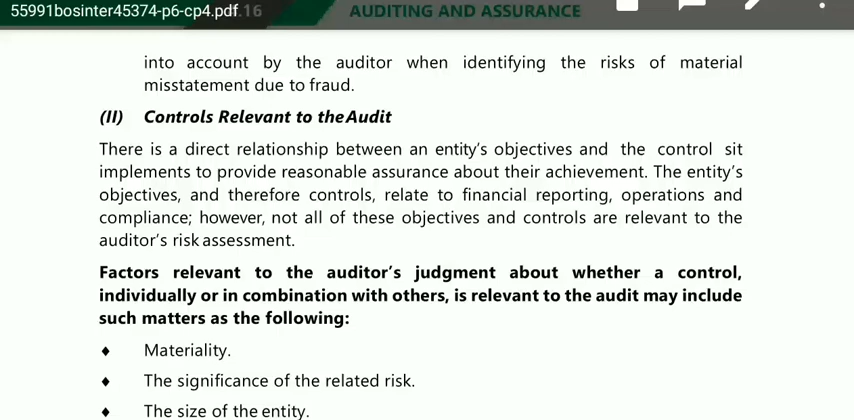 55991bosinter45374-p6-cp4.pdf.16 AUDITING AND ASSURANCE
into account by the auditor when identifying the risks of material
misstatement due to fraud.
(II) Controls Relevant to theAudit
There is a direct relationship between an entity's objectives and the control sit
implements to provide reasonable assurance about their achievement. The entity's
objectives, and therefore controls, relate to financial reporting, operations and
compliance; however, not all of these objectives and controls are relevant to the
auditor's risk assessment.
Factors relevant to the auditor's judgment about whether a control,
individually or in combination with others, is relevant to the audit may include
such matters as the following:
♦ Materiality.
♦ The significance of the related risk.
♦ The size of the entity.